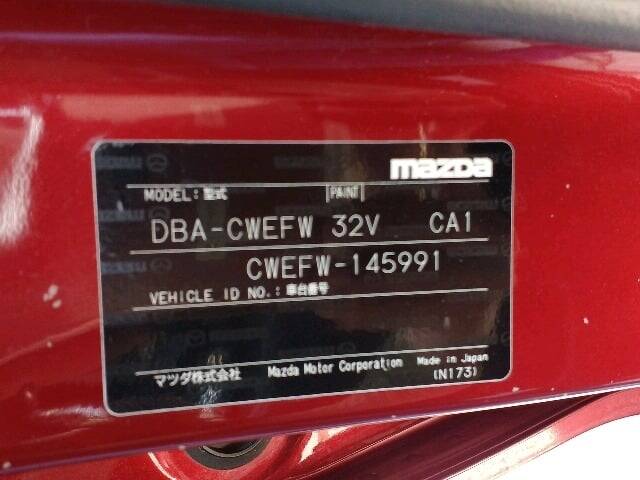 mazda
MODEL:型式 PAINT
DBA-CWEFW 32V CA1
CWEFW-145991
VEHICLE ID NO.:車台番号
マツダ株式会社 Mazda Motor Corporation Made in Japan
(N173)